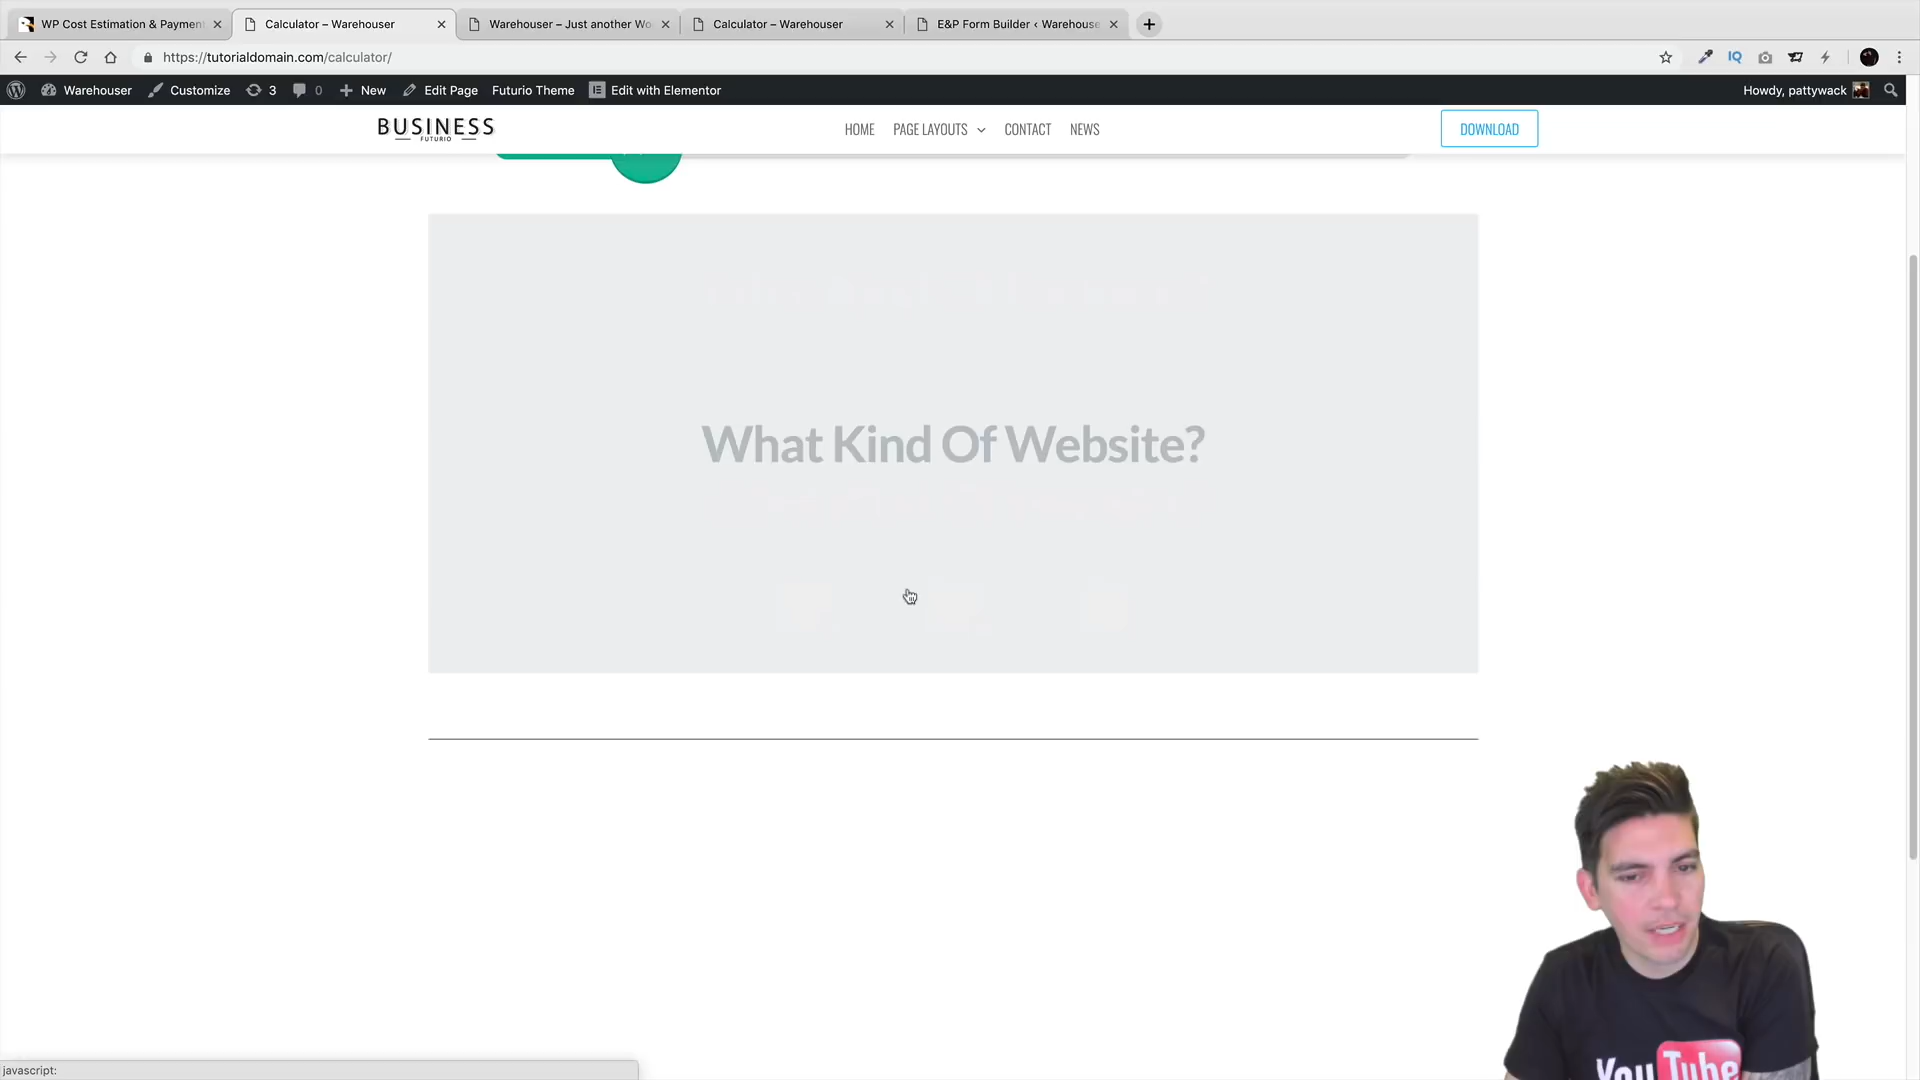 WP Cost Estimation & Payment
Calculator – Warehouser
Warehouser – Just another Wo
Calculator – Warehouser
E&P Form Builder ‹ Warehouse
https://tutorialdomain.com/calculator/
Warehouser
Customize
3
0
New
Edit Page
Futurio Theme
Edit with Elementor
Howdy, pattywack
BUSINESS
FUTURIO
HOME
PAGE LAYOUTS
CONTACT
NEWS
DOWNLOAD
What Kind Of Website?
javascript:
YouTube